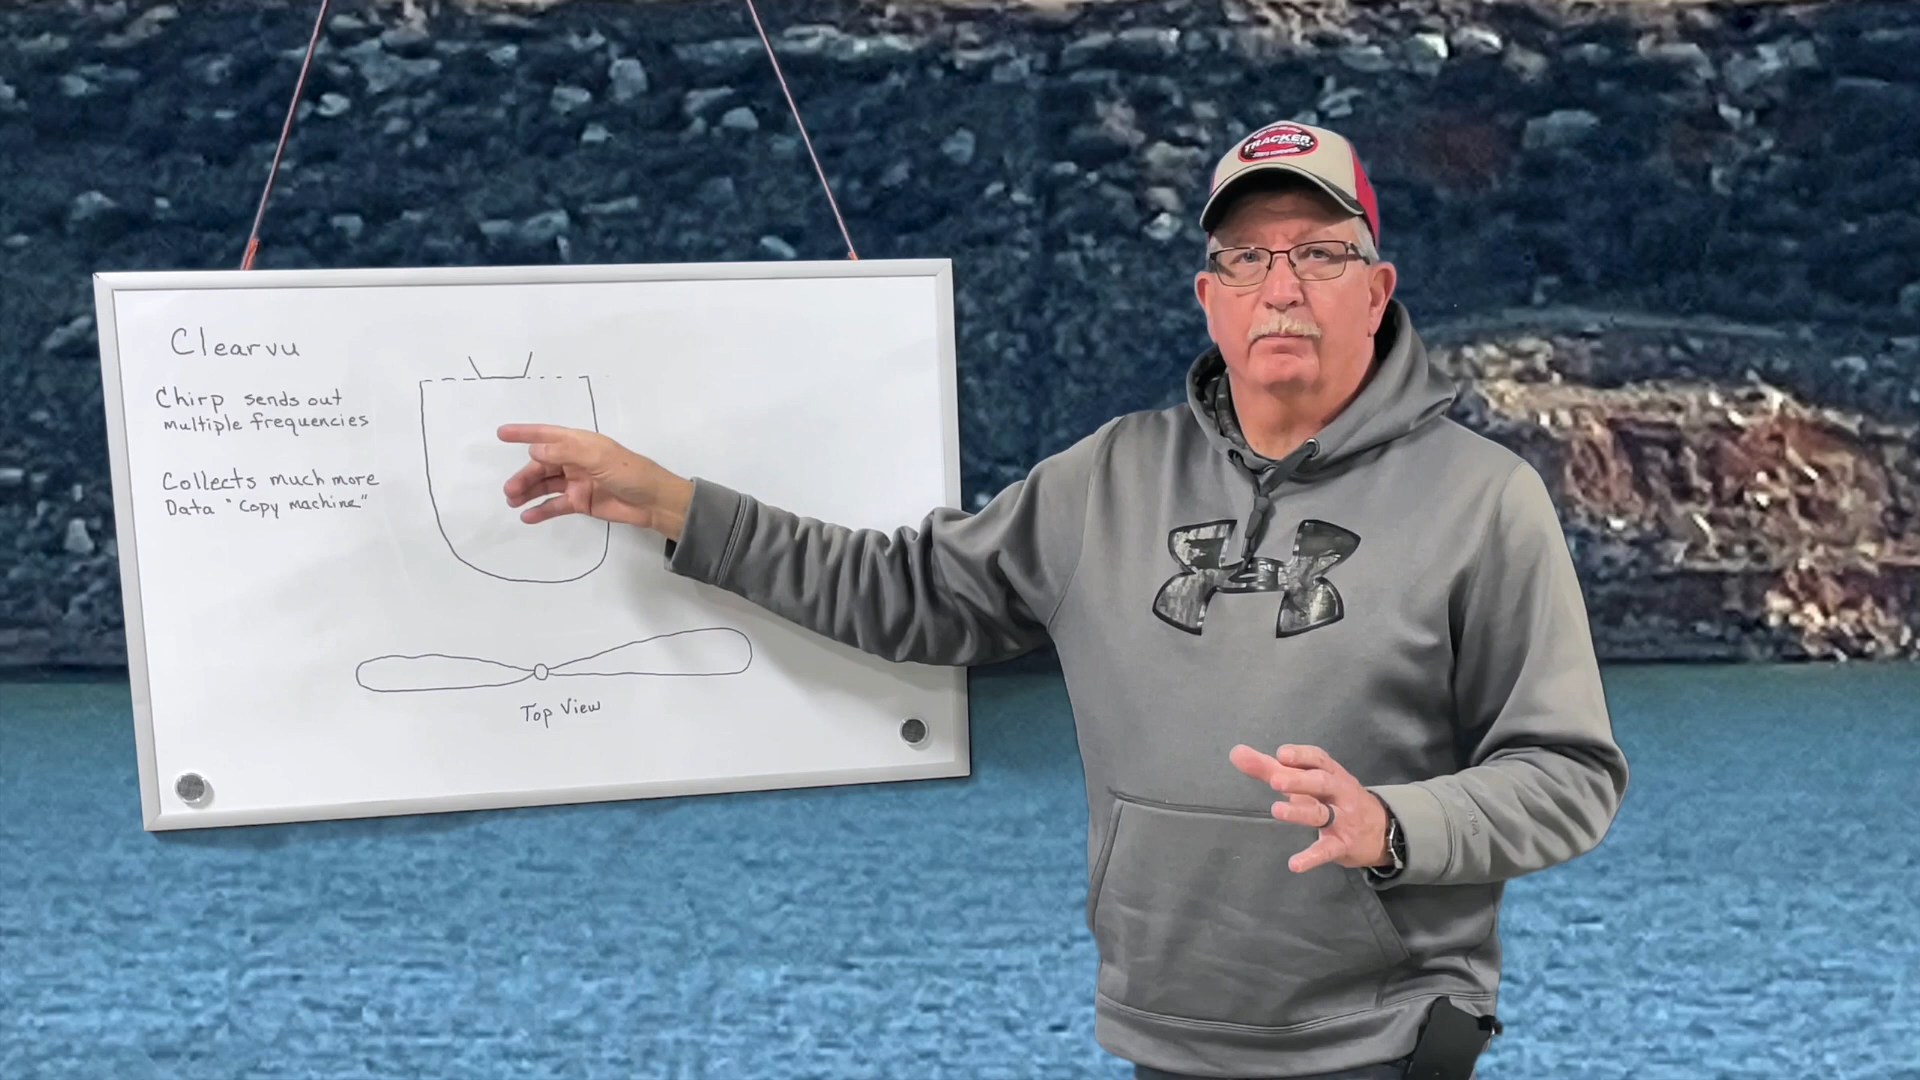 Clearvu
Chirp sends out
multiple frequencies
Collects much more
Data "Copy machine"
Top View
TRACKER